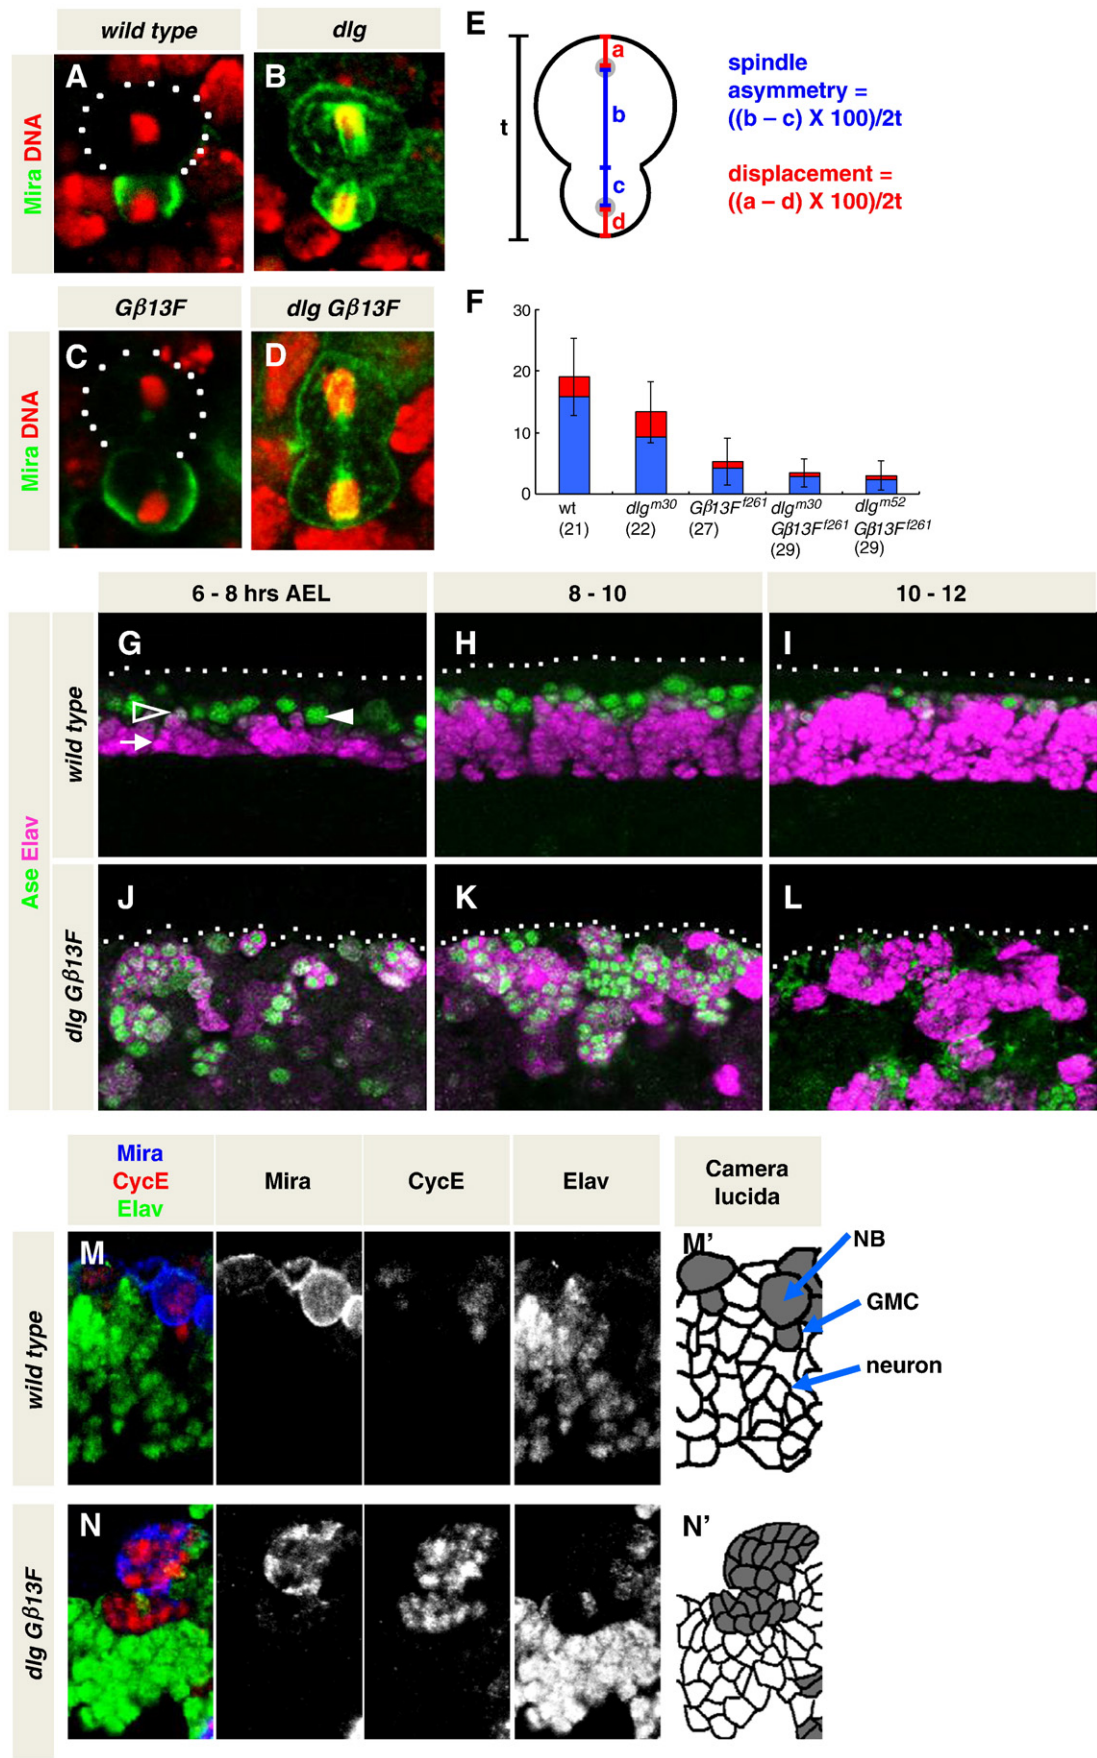 wild type
dlg
E
A
B
Mira DNA
t
a
b
c
d
spindle
asymmetry =
((b – c) X 100)/2t
displacement =
((a – d) X 100)/2t
Gβ13F
dlg Gβ13F
C
D
Mira DNA
F
30
20
10
0
wt
(21)
dlg^m30
(22)
Gβ13F^f261
(27)
dlg^m30
Gβ13F^f261
(29)
dlg^m52
Gβ13F^f261
(29)
6 - 8 hrs AEL
8 - 10
10 - 12
Ase Elav
wild type
G
H
I
dlg Gβ13F
J
K
L
Mira
CycE
Elav
Mira
CycE
Elav
Camera
lucida
wild type
M
M'
NB
GMC
neuron
dlg Gβ13F
N
N’